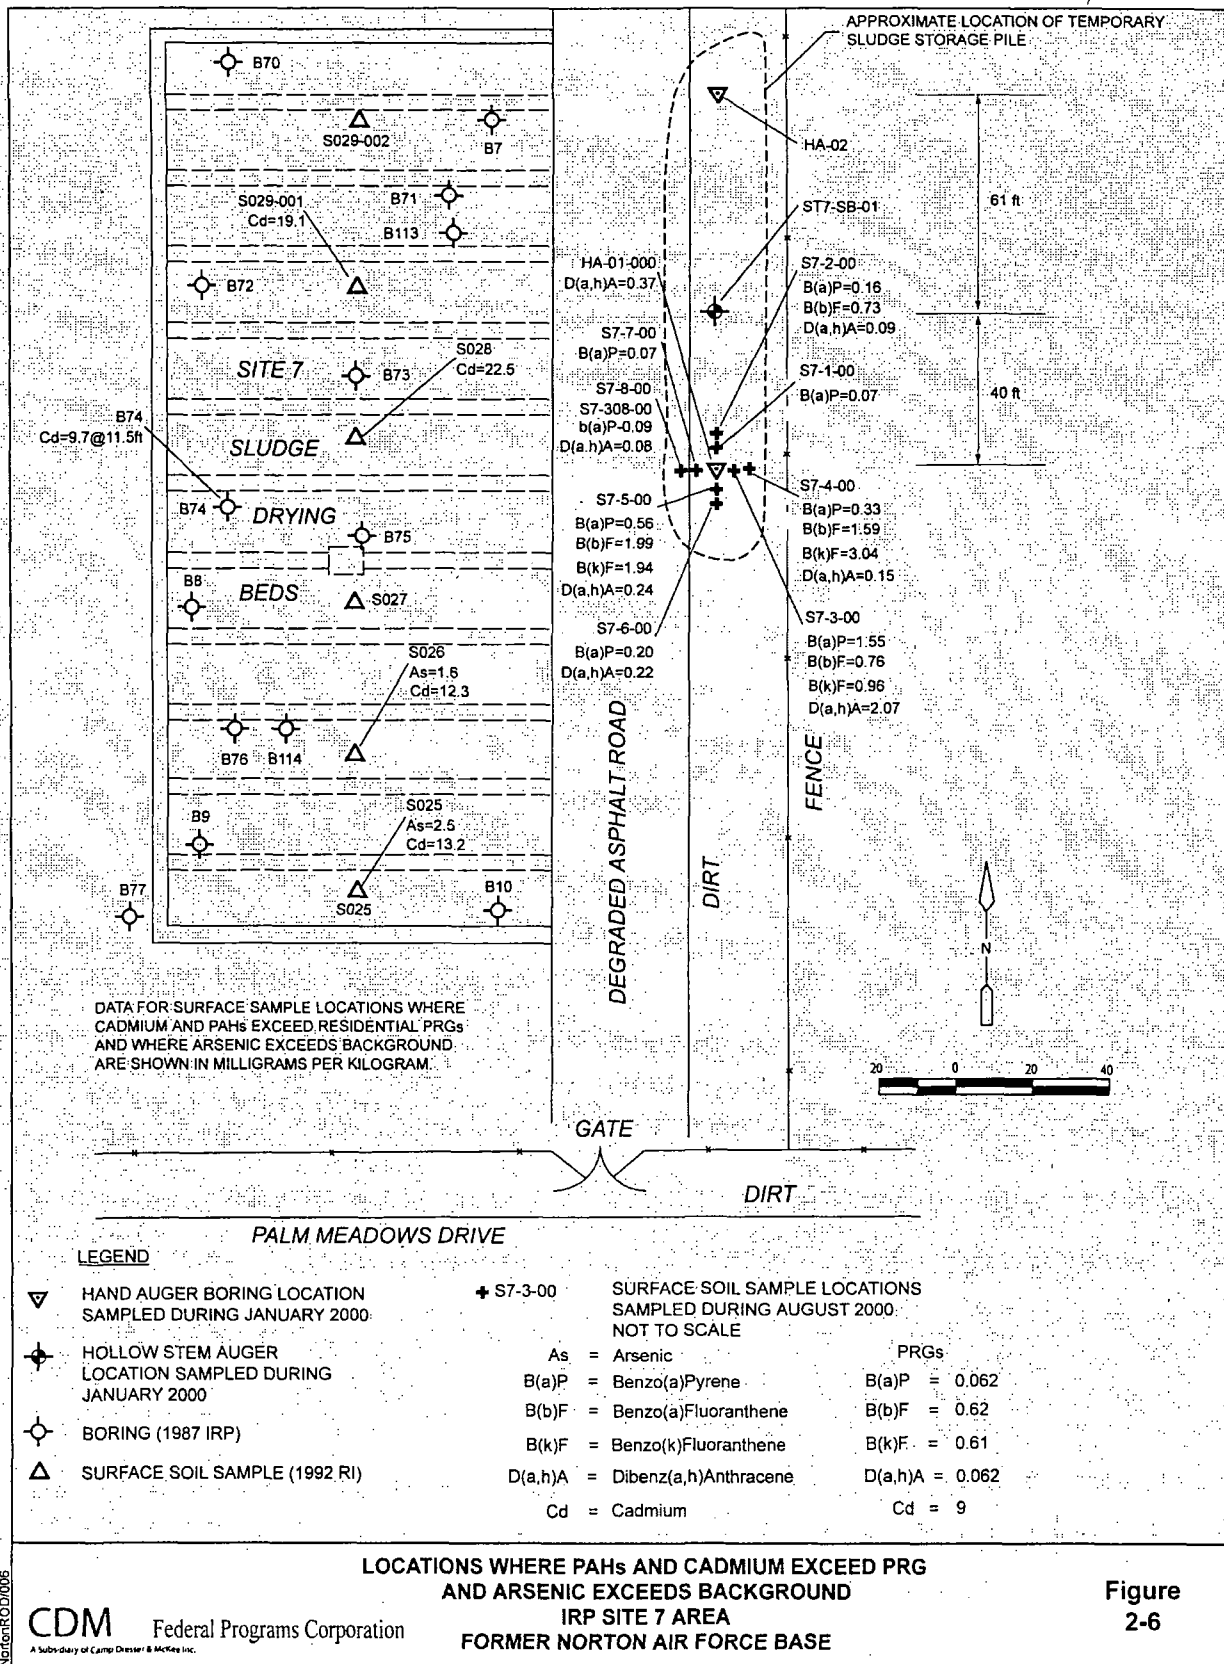 APPROXIMATE LOCATION OF TEMPORARY
SLUDGE STORAGE PILE
B70
S029-002
B7
HA-02
S029-001
Cd=19.1
B71
B113
ST7-SB-01
61 ft
B72
HA-01-000
D(a,h)A=0.37
S7-2-00
B(a)P=0.16
B(b)F=0.73
D(a,h)A=0.09
S7-7-00
B(a)P=0.07
SITE 7
B73
S028
Cd=22.5
S7-1-00
B(a)P=0.07
40 ft
S7-8-00
S7-308-00
b(a)P-0.09
D(a.h)A=0.08
B74
Cd=9.7@11.5ft
SLUDGE
S7-4-00
B(a)P=0.33
B(b)F=1.59
B(k)F=3.04
D(a,h)A=0.15
B74
DRYING
B75
S7-5-00
B(a)P=0.56
B(b)F=1.99
B(k)F=1.94
D(a,h)A=0.24
B8
BEDS
S027
S7-3-00
B(a)P=1.55
B(b)F=0.76
B(k)F=0.96
D(a,h)A=2.07
S7-6-00
B(a)P=0.20
D(a,h)A=0.22
S026
As=1.6
Cd=12.3
B76
B114
DEGRADED ASPHALT ROAD
DIRT
FENCE
B9
S025
As=2.5
Cd=13.2
B77
S025
B10
N
DATA FOR SURFACE SAMPLE LOCATIONS WHERE
CADMIUM AND PAHs EXCEED RESIDENTIAL PRGs
AND WHERE ARSENIC EXCEEDS BACKGROUND
ARE SHOWN IN MILLIGRAMS PER KILOGRAM.
20 0 20 40
GATE
DIRT
PALM MEADOWS DRIVE
LEGEND
HAND AUGER BORING LOCATION
SAMPLED DURING JANUARY 2000
HOLLOW STEM AUGER
LOCATION SAMPLED DURING
JANUARY 2000
BORING (1987 IRP)
SURFACE SOIL SAMPLE (1992 RI)
S7-3-00
SURFACE SOIL SAMPLE LOCATIONS
SAMPLED DURING AUGUST 2000
NOT TO SCALE
As = Arsenic
B(a)P = Benzo(a)Pyrene
B(b)F = Benzo(a)Fluoranthene
B(k)F = Benzo(k)Fluoranthene
D(a,h)A = Dibenz(a,h)Anthracene
Cd = Cadmium
PRGs
B(a)P = 0.062
B(b)F = 0.62
B(k)F = 0.61
D(a,h)A = 0.062
Cd = 9
NortonROD/006
CDM Federal Programs Corporation
A Subsidiary of Camp Dresser & McKee Inc.
LOCATIONS WHERE PAHs AND CADMIUM EXCEED PRG
AND ARSENIC EXCEEDS BACKGROUND
IRP SITE 7 AREA
FORMER NORTON AIR FORCE BASE
Figure
2-6